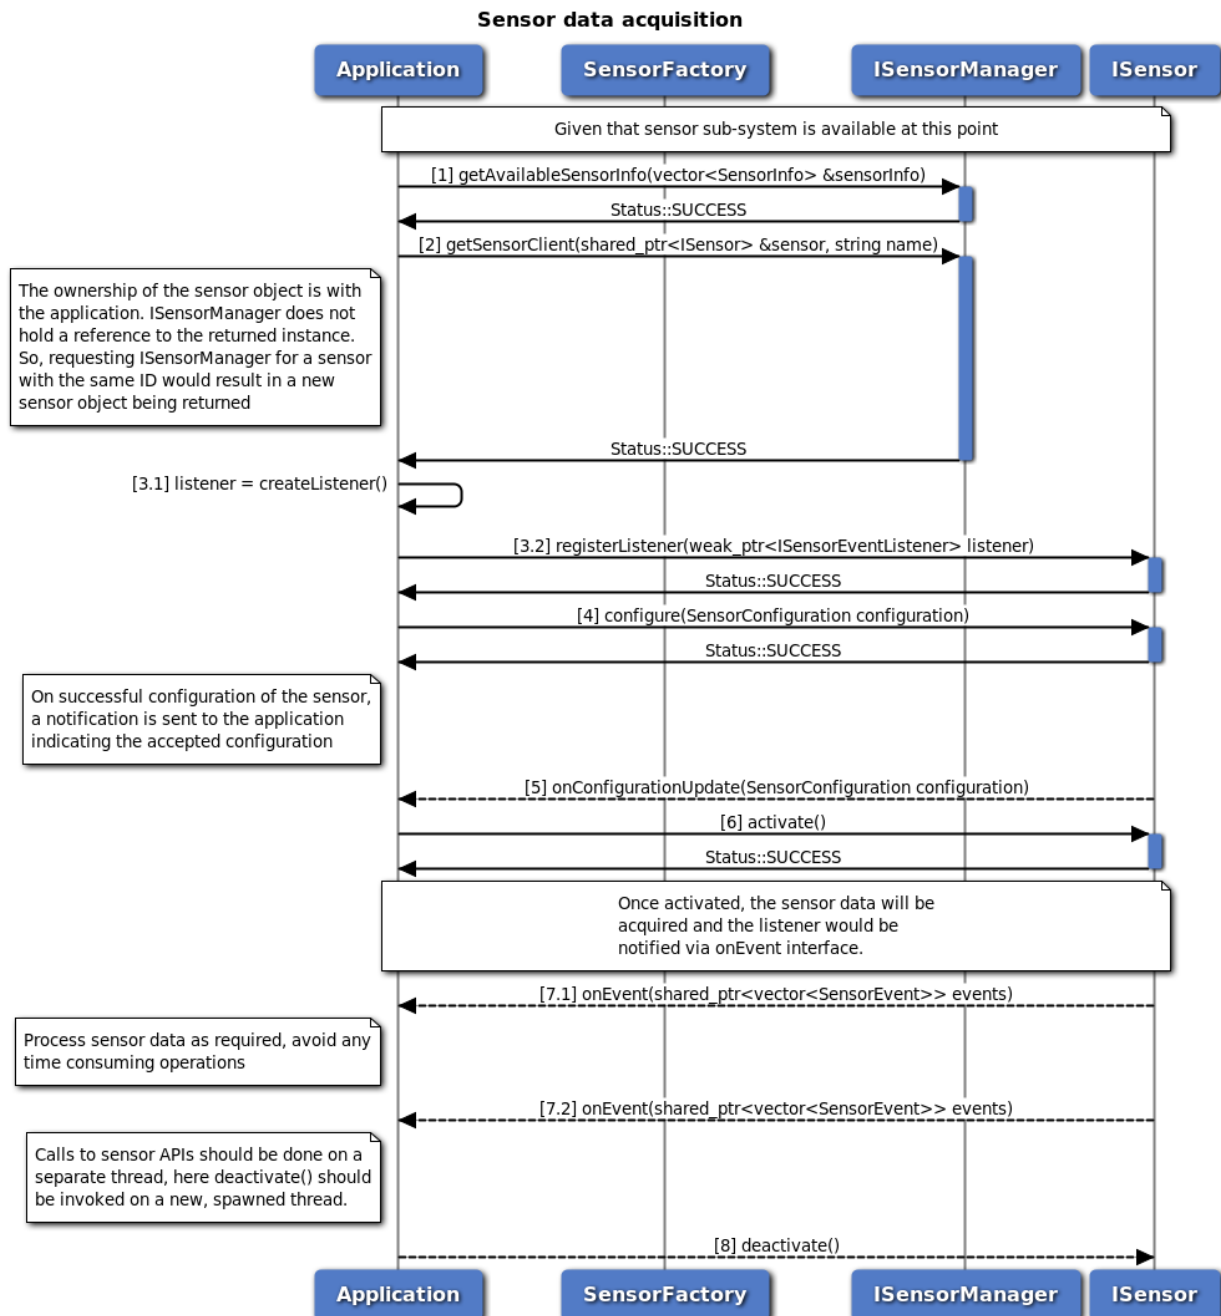 Sensor data acquisition
Application
SensorFactory
ISensorManager
ISensor
Given that sensor sub-system is available at this point
[1] getAvailableSensorInfo(vector<SensorInfo> &sensorInfo)
Status::SUCCESS
[2] getSensorClient(shared_ptr<ISensor> &sensor, string name)
The ownership of the sensor object is with
the application. ISensorManager does not
hold a reference to the returned instance.
So, requesting ISensorManager for a sensor
with the same ID would result in a new
sensor object being returned
Status::SUCCESS
[3.1] listener = createListener()
[3.2] registerListener(weak_ptr<ISensorEventListener> listener)
Status::SUCCESS
[4] configure(SensorConfiguration configuration)
Status::SUCCESS
On successful configuration of the sensor,
a notification is sent to the application
indicating the accepted configuration
[5] onConfigurationUpdate(SensorConfiguration configuration)
[6] activate()
Status::SUCCESS
Once activated, the sensor data will be
acquired and the listener would be
notified via onEvent interface.
[7.1] onEvent(shared_ptr<vector<SensorEvent>> events)
Process sensor data as required, avoid any
time consuming operations
[7.2] onEvent(shared_ptr<vector<SensorEvent>> events)
Calls to sensor APIs should be done on a
separate thread, here deactivate() should
be invoked on a new, spawned thread.
[8] deactivate()
Application
SensorFactory
ISensorManager
ISensor